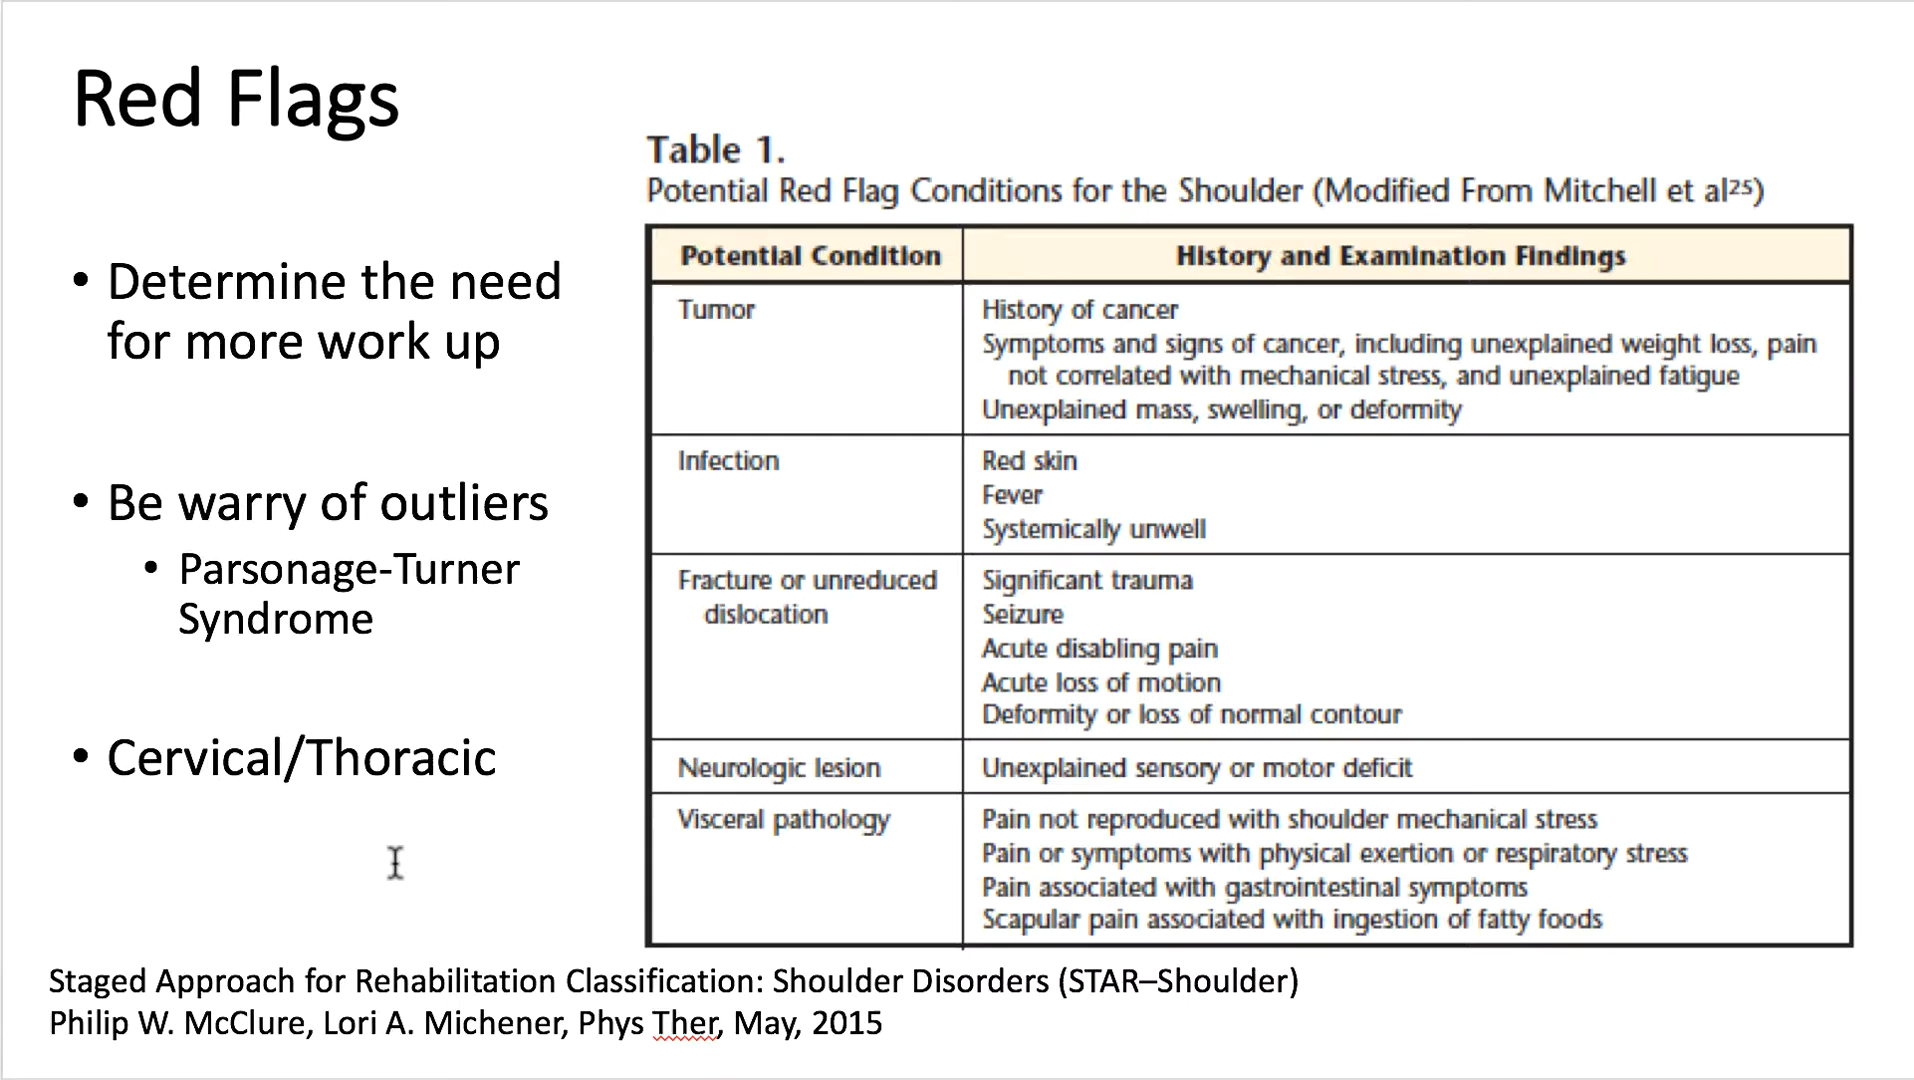 Red Flags
• Determine the need
for more work up
• Be warry of outliers
• Parsonage-Turner
Syndrome
• Cervical/Thoracic
Table 1.
Potential Red Flag Conditions for the Shoulder (Modified From Mitchell et al²⁵)
Potential Condition History and Examination Findings
Tumor History of cancer
Symptoms and signs of cancer, including unexplained weight loss, pain
not correlated with mechanical stress, and unexplained fatigue
Unexplained mass, swelling, or deformity
Infection Red skin
Fever
Systemically unwell
Fracture or unreduced Significant trauma
dislocation Seizure
Acute disabling pain
Acute loss of motion
Deformity or loss of normal contour
Neurologic lesion Unexplained sensory or motor deficit
Visceral pathology Pain not reproduced with shoulder mechanical stress
Pain or symptoms with physical exertion or respiratory stress
Pain associated with gastrointestinal symptoms
Scapular pain associated with ingestion of fatty foods
Staged Approach for Rehabilitation Classification: Shoulder Disorders (STAR–Shoulder)
Philip W. McClure, Lori A. Michener, Phys Ther, May, 2015